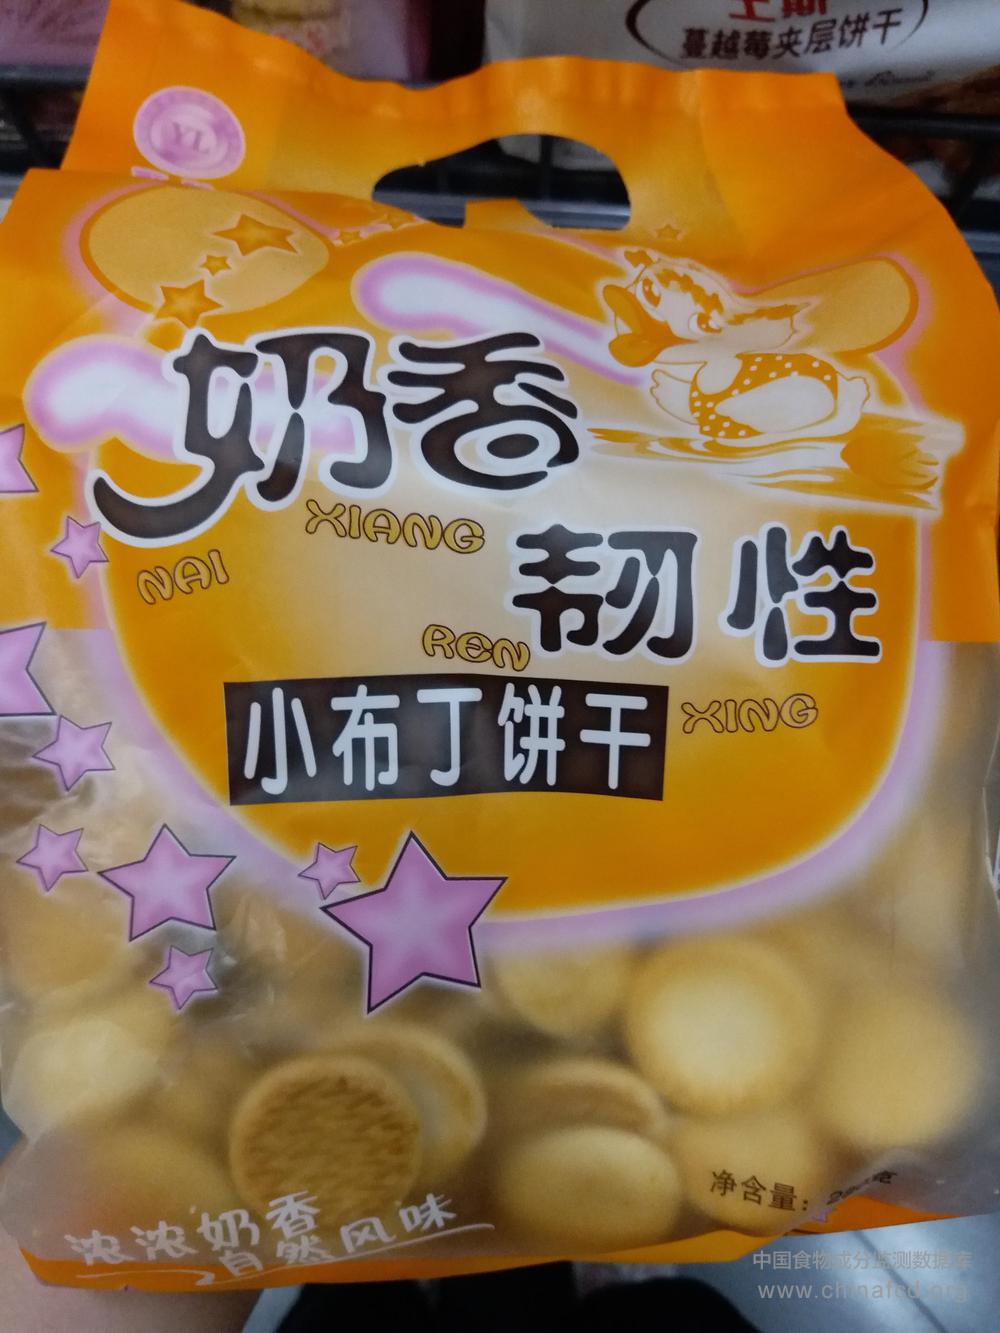 蔓越莓夹层饼干
YL
奶香
NAI XIANG
韧性
REN XING
小布丁饼干
净含量:
浓浓奶香
自然风味
中国食物成分监测数据库
www.chinafcd.org